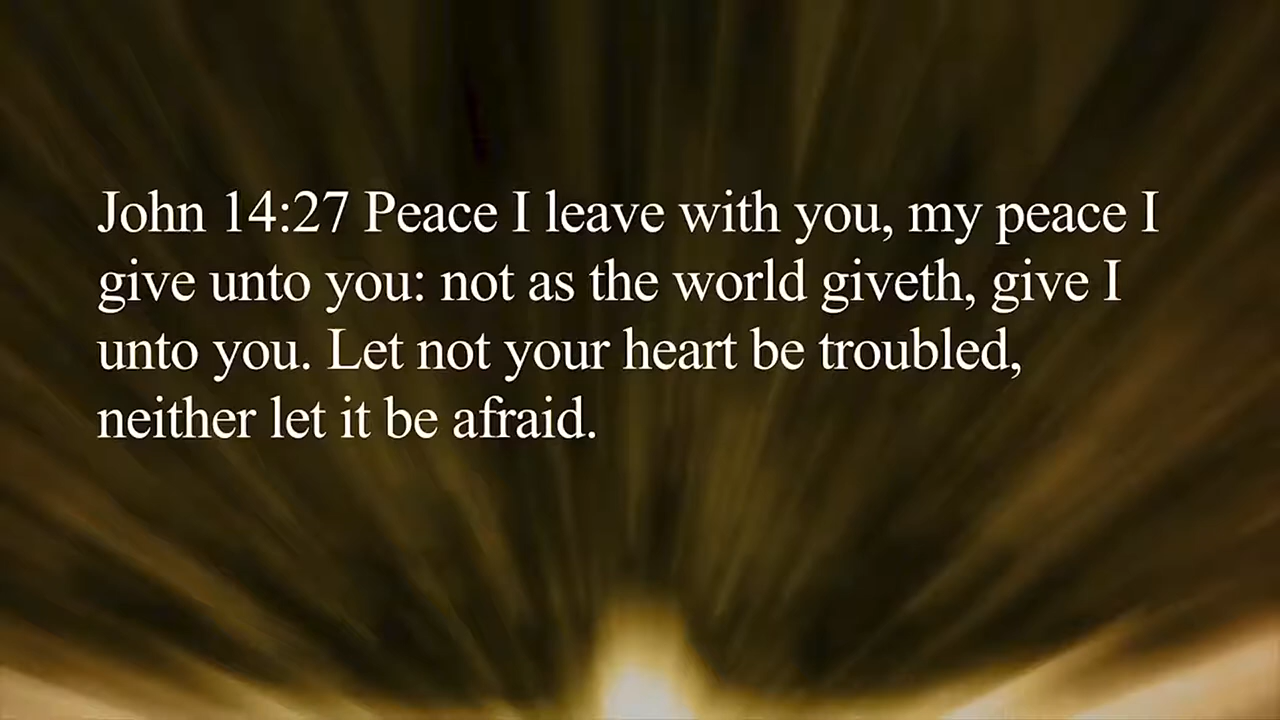 John 14:27 Peace I leave with you, my peace I
give unto you: not as the world giveth, give I
unto you. Let not your heart be troubled,
neither let it be afraid.